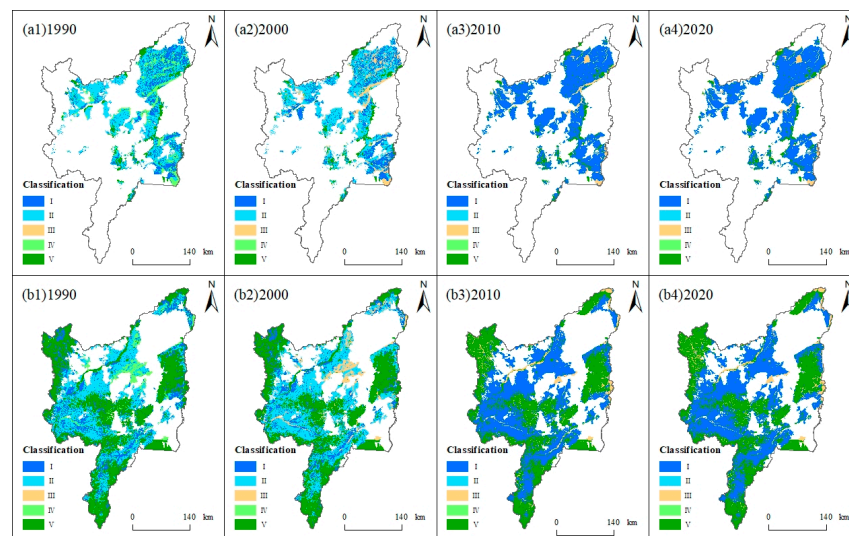 (a1)1990
N
Classification
I
II
III
IV
V
0 140 km
(a2)2000
N
Classification
I
II
III
IV
V
0 140 km
(a3)2010
N
Classification
I
II
III
IV
V
0 140 km
(a4)2020
N
Classification
I
II
III
IV
V
0 140 km
(b1)1990
N
Classification
I
II
III
IV
V
0 140 km
(b2)2000
N
Classification
I
II
III
IV
V
0 140 km
(b3)2010
N
Classification
I
II
III
IV
V
0 140 km
(b4)2020
N
Classification
I
II
III
IV
V
0 140 km